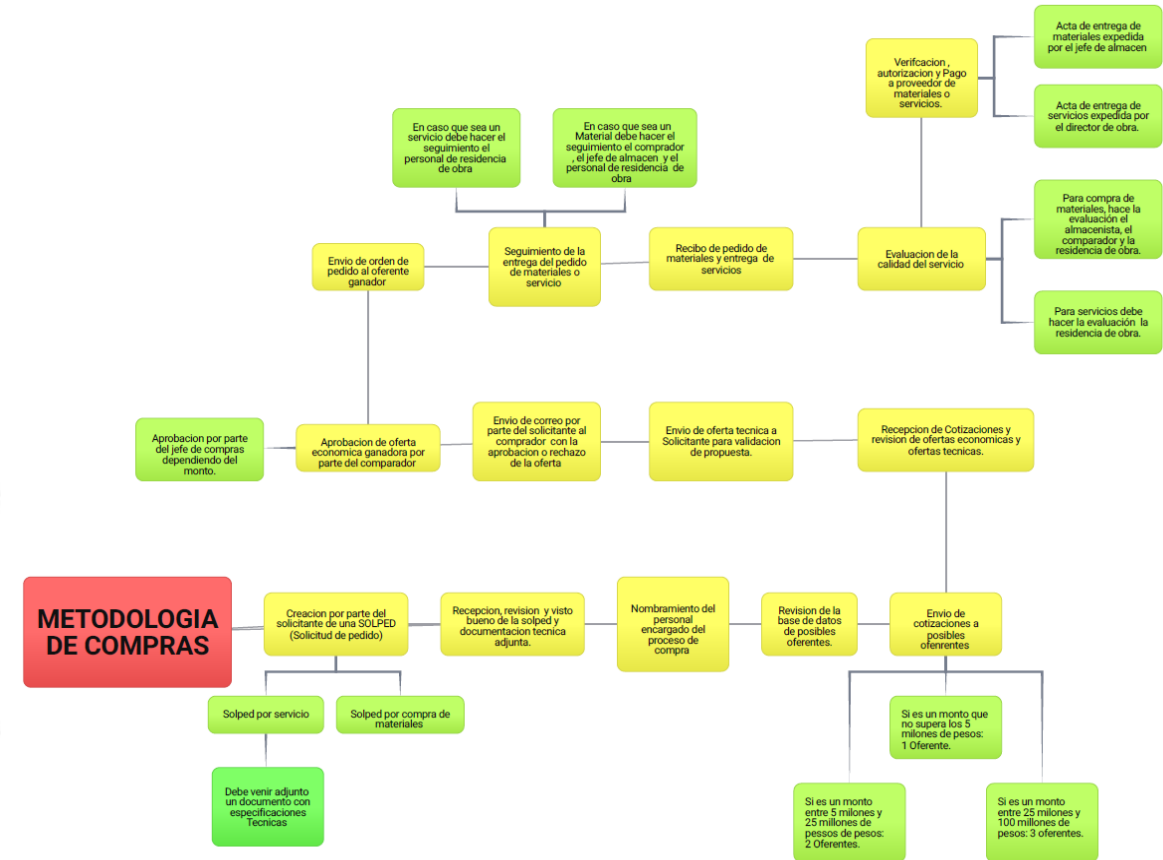 Acta de entrega de
materiales expedida
por el jefe de almacen
Verifcacion ,
autorizacion y Pago
a proveedor de
materiales o
servicios.
Acta de entrega de
servicios expedida por
el director de obra.
En caso que sea un
servicio debe hacer el
seguimiento el
personal de residencia
de obra
En caso que sea un
Material debe hacer el
seguimiento el comprador
, el jefe de almacen y el
personal de residencia de
obra
Para compra de
materiales, hace la
evaluación el
almacenista, el
comparador y la
residencia de obra.
Envio de orden de
pedido al oferente
ganador
Seguimiento de la
entrega del pedido
de materiales o
servicio
Recibo de pedido de
materiales y entrega de
servicios
Evaluacion de la
calidad del servicio
Para servicios debe
hacer la evaluación la
residencia de obra.
Aprobacion por parte
del jefe de compras
dependiendo del
monto.
Aprobacion de oferta
economica ganadora por
parte del comparador
Envio de correo por
parte del solicitante al
comprador con la
aprobacion o rechazo
de la oferta
Envio de oferta tecnica a
Solicitante para validacion
de propuesta.
Recepcion de Cotizaciones y
revision de ofertas economicas y
ofertas tecnicas.
METODOLOGIA
DE COMPRAS
Creacion por parte del
solicitante de una SOLPED
(Solicitud de pedido)
Recepcion, revision y visto
bueno de la solped y
documentacion tecnica
adjunta.
Nombramiento del
personal
encargado del
proceso de
compra
Revision de la
base de datos
de posibles
oferentes.
Envio de
cotizaciones a
posibles
ofenrentes
Solped por servicio
Solped por compra de
materiales
Si es un monto que
no supera los 5
milones de pesos:
1 Oferente.
Debe venir adjunto
un documento con
especificaciones
Tecnicas
Si es un monto
entre 5 milones y
25 millones de
pessos de pesos:
2 Oferentes.
Si es un monto
entre 25 milones y
100 millones de
pesos: 3 oferentes.